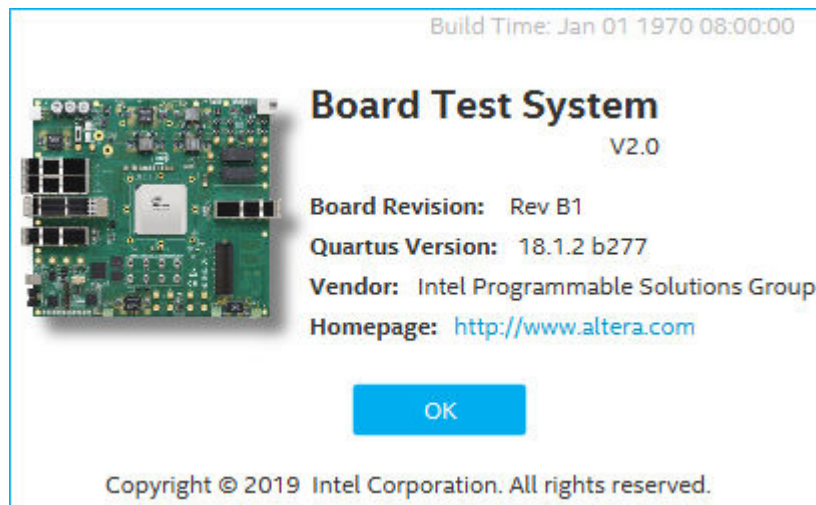 Build Time: Jan 01 1970 08:00:00
Board Test System
V2.0
Board Revision: Rev B1
Quartus Version: 18.1.2 b277
Vendor: Intel Programmable Solutions Group
Homepage: http://www.altera.com
OK
Copyright © 2019 Intel Corporation. All rights reserved.